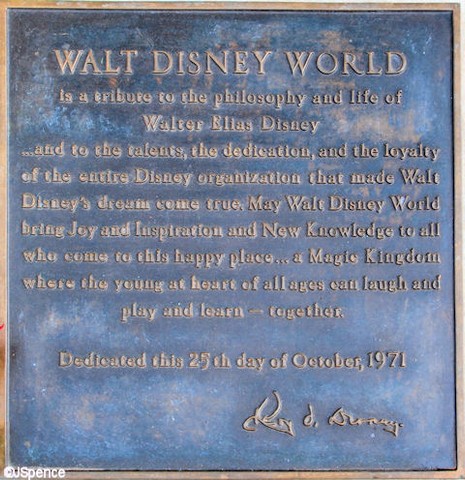 WALT DISNEY WORLD
is a tribute to the philosophy and life of
Walter Elias Disney
...and to the talents, the dedication, and the loyalty
of the entire Disney organization that made Walt
Disney's dream come true. May Walt Disney World
bring Joy and Inspiration and New Knowledge to all
who come to this happy place... a Magic Kingdom
where the young at heart of all ages can laugh and
play and learn — together.
Dedicated this 25th day of October, 1971
Roy O. Disney
©JSpence